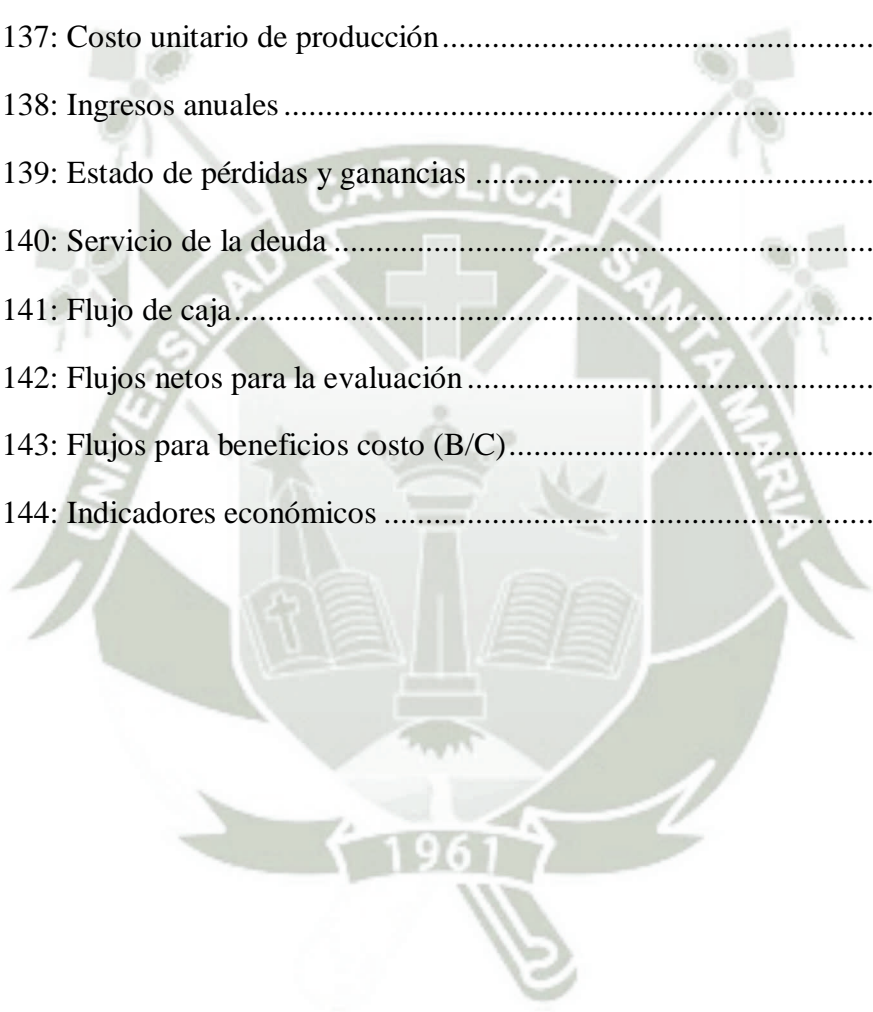 137: Costo unitario de producción................................................
138: Ingresos anuales................................................................
139: Estado de pérdidas y ganancias............................................
140: Servicio de la deuda...........................................................
141: Flujo de caja......................................................................
142: Flujos netos para la evaluación.............................................
143: Flujos para beneficios costo (B/C)........................................
144: Indicadores económicos......................................................
UNIVERSIDAD CATOLICA SANTA MARIA
1961